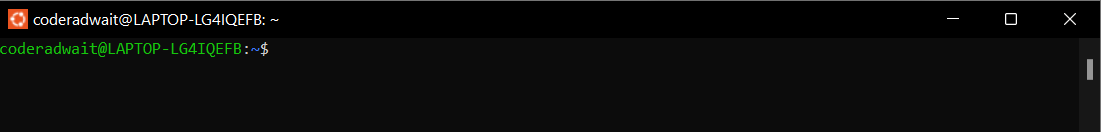 coderadwait@LAPTOP-LG4IQEFB: ~
coderadwait@LAPTOP-LG4IQEFB:~$